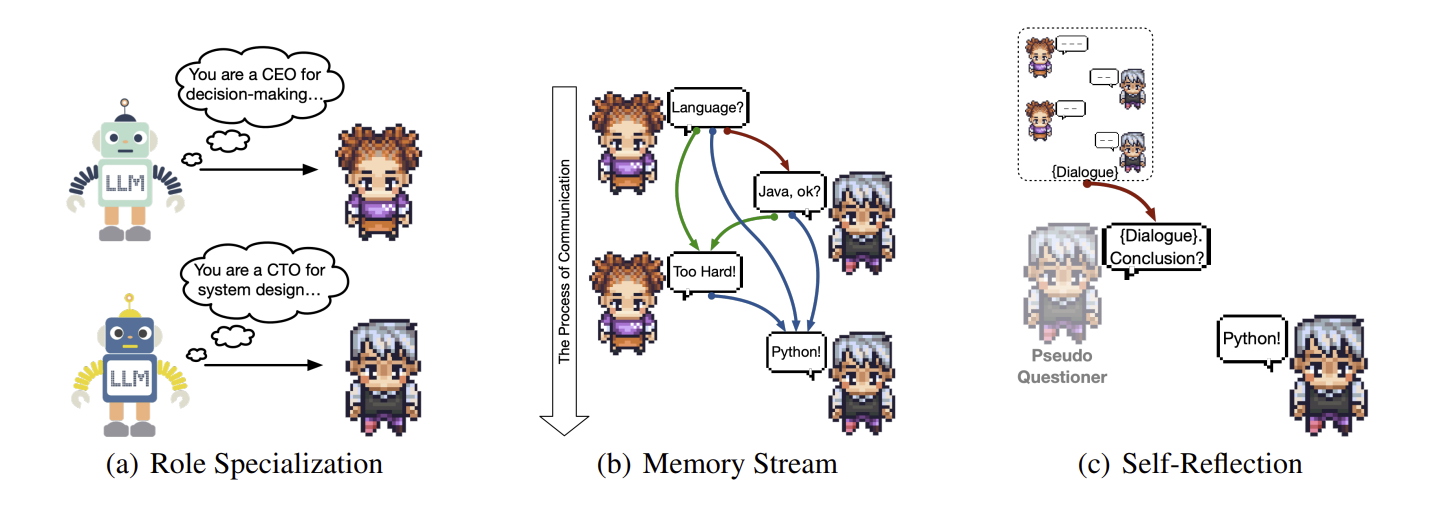 You are a CEO for
decision-making…
LLM
You are a CTO for
system design…
LLM
(a) Role Specialization
The Process of Communication
Language?
Java, ok?
Too Hard!
Python!
(b) Memory Stream
{Dialogue}
{Dialogue}.
Conclusion?
Pseudo
Questioner
Python!
(c) Self-Reflection